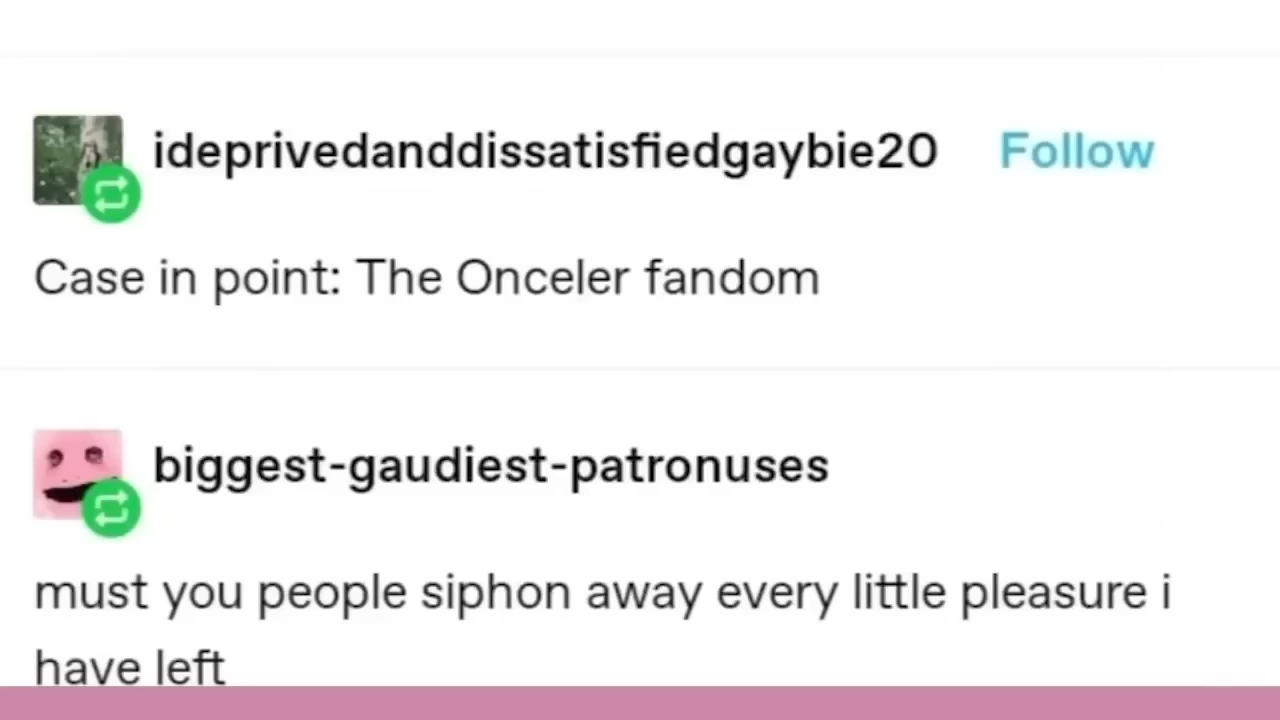 ideprivedanddissatisfiedgaybie20 Follow
Case in point: The Onceler fandom
biggest-gaudiest-patronuses
must you people siphon away every little pleasure i
have left